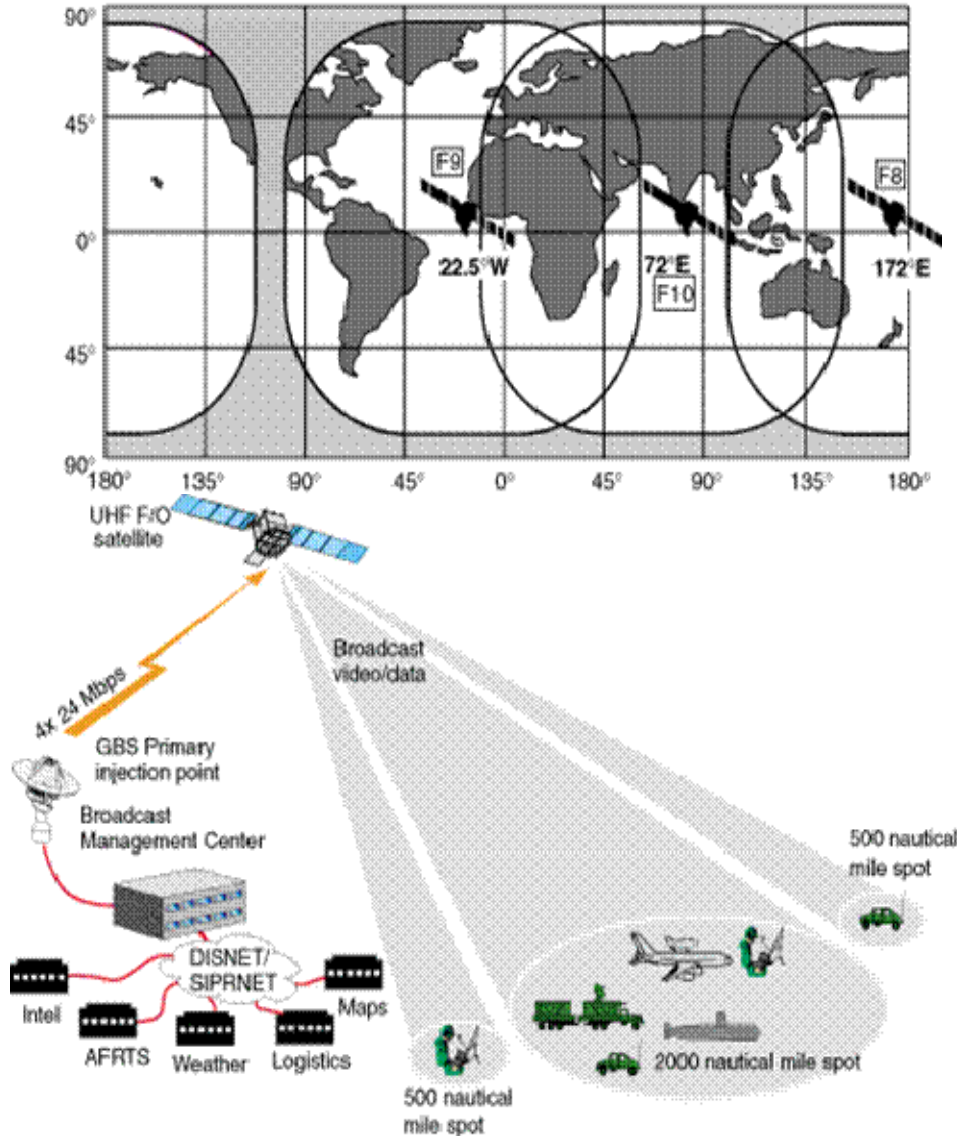 90°
45°
0°
45°
90°
180°
135°
90°
45°
0°
45°
90°
135°
180°
F9
22.5°W
72°E
F10
F8
172°E
UHF F/O
satellite
Broadcast
video/data
4x 24 Mbps
GBS Primary
injection point
Broadcast
Management Center
500 nautical
mile spot
DISNET/
SIPRNET
Intel
AFRTS
Weather
Logistics
Maps
2000 nautical mile spot
500 nautical
mile spot